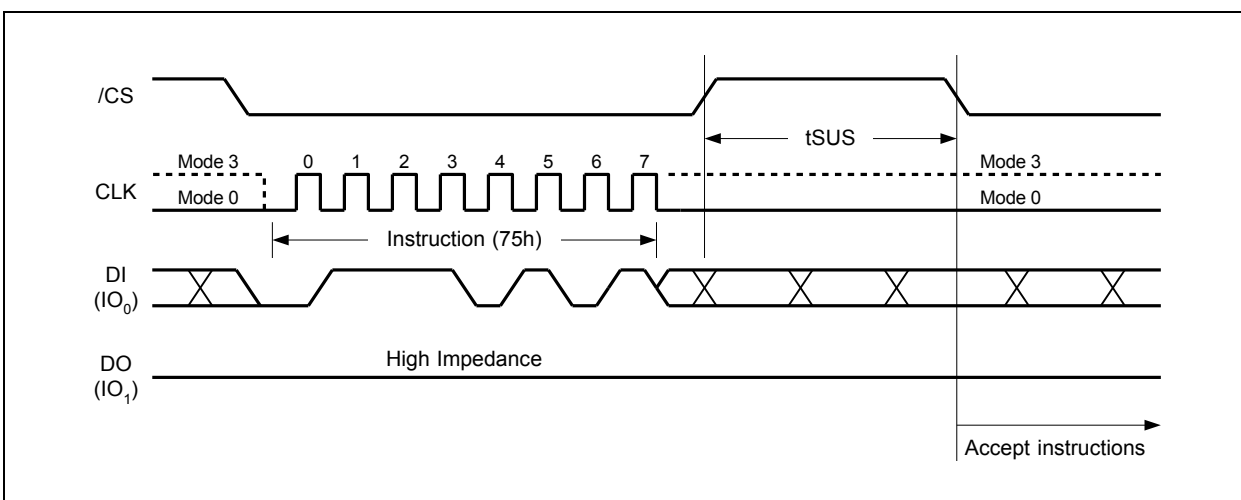 /CS
tSUS
Mode 3 0 1 2 3 4 5 6 7 Mode 3
CLK
Mode 0 Mode 0
Instruction (75h)
DI
(IO0)
High Impedance
DO
(IO1)
Accept instructions